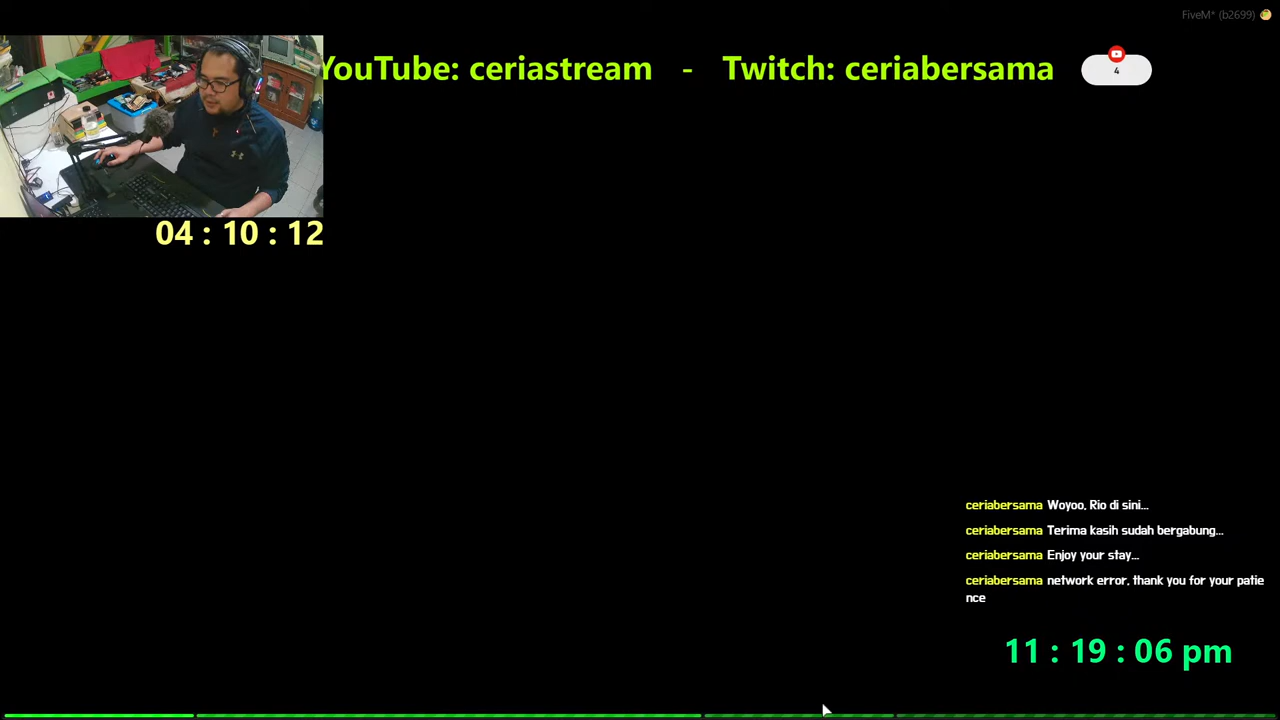 FiveM* (b2699)
YouTube: ceriastream - Twitch: ceriabersama
4
04 : 10 : 12
ceriabersama Woyoo, Rio di sini...
ceriabersama Terima kasih sudah bergabung...
ceriabersama Enjoy your stay...
ceriabersama network error, thank you for your patie
nce
11 : 19 : 06 pm